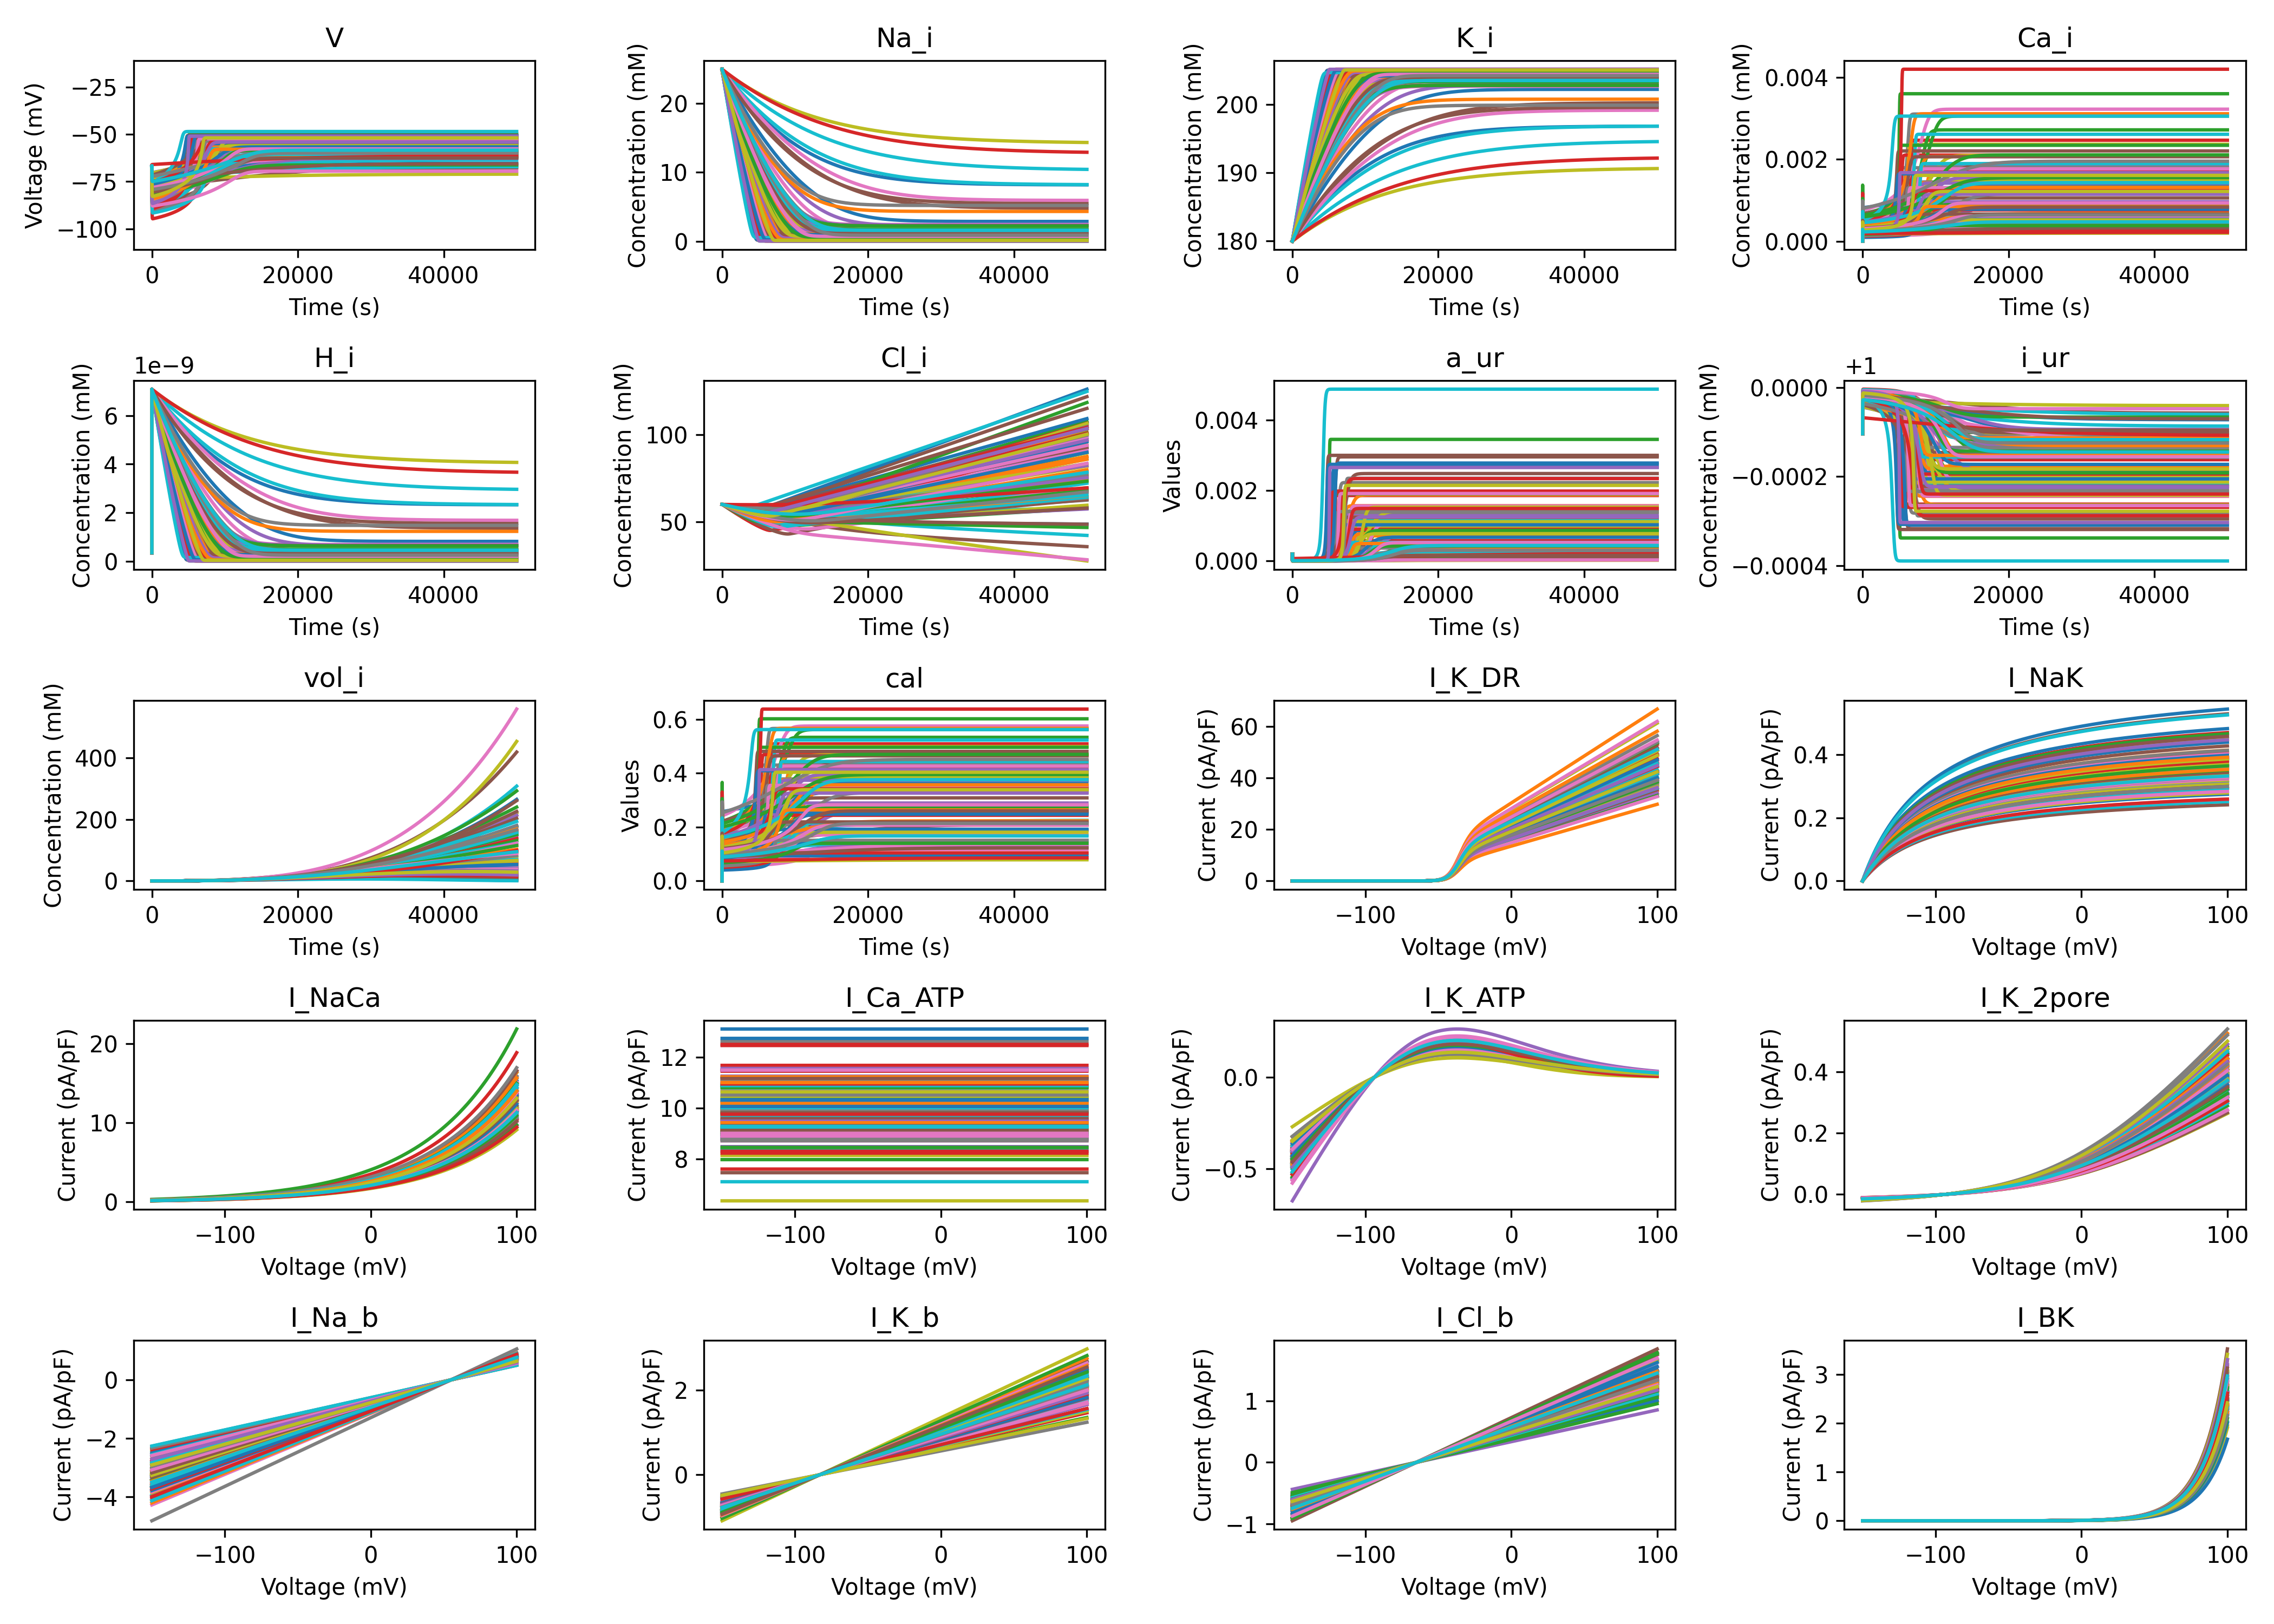 V
Na_i
K_i
Ca_i
Voltage (mV)
−25
−50
−75
−100
0
20000
40000
Time (s)
Concentration (mM)
20
10
0
0
20000
40000
Time (s)
Concentration (mM)
200
190
180
0
20000
40000
Time (s)
Concentration (mM)
0.004
0.002
0.000
0
20000
40000
Time (s)
H_i
Cl_i
a_ur
i_ur
1e−9
Concentration (mM)
6
4
2
0
0
20000
40000
Time (s)
Concentration (mM)
100
50
0
20000
40000
Time (s)
Values
0.004
0.002
0.000
0
20000
40000
Time (s)
+1
Concentration (mM)
0.0000
−0.0002
−0.0004
0
20000
40000
Time (s)
vol_i
cal
I_K_DR
I_NaK
Concentration (mM)
400
200
0
0
20000
40000
Time (s)
Values
0.6
0.4
0.2
0.0
0
20000
40000
Time (s)
Current (pA/pF)
60
40
20
0
−100
0
100
Voltage (mV)
Current (pA/pF)
0.4
0.2
0.0
−100
0
100
Voltage (mV)
I_NaCa
I_Ca_ATP
I_K_ATP
I_K_2pore
Current (pA/pF)
20
10
0
−100
0
100
Voltage (mV)
Current (pA/pF)
12
10
8
−100
0
100
Voltage (mV)
Current (pA/pF)
0.0
−0.5
−100
0
100
Voltage (mV)
Current (pA/pF)
0.4
0.2
0.0
−100
0
100
Voltage (mV)
I_Na_b
I_K_b
I_Cl_b
I_BK
Current (pA/pF)
0
−2
−4
−100
0
100
Voltage (mV)
Current (pA/pF)
2
0
−100
0
100
Voltage (mV)
Current (pA/pF)
1
0
−1
−100
0
100
Voltage (mV)
Current (pA/pF)
3
2
1
0
−100
0
100
Voltage (mV)